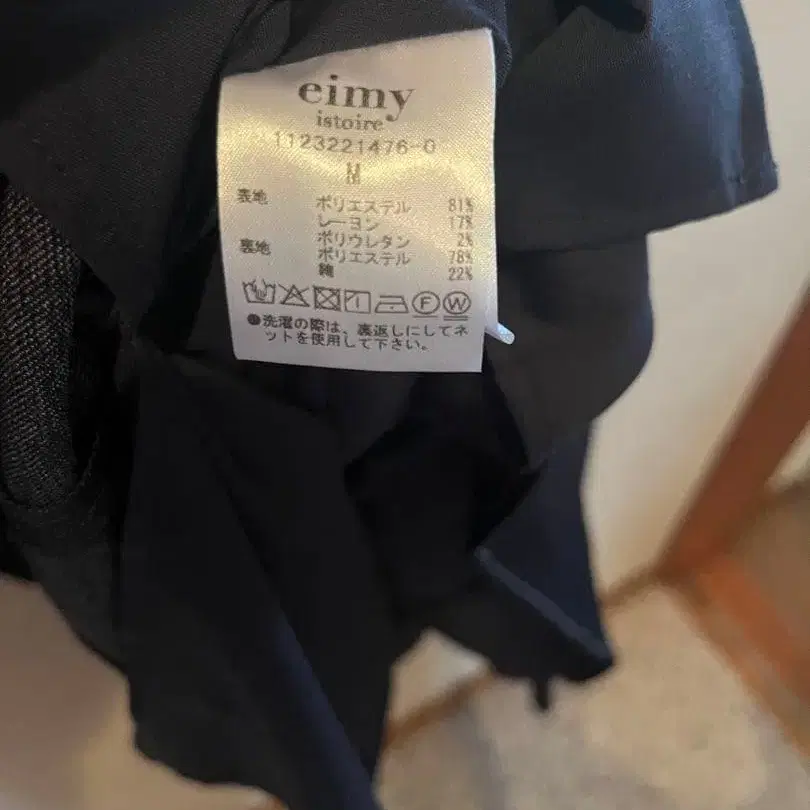 eimy
istoire
1123221476-0
M
表地 ポリエステル 81%
レーヨン 17%
ポリウレタン 2%
裏地 ポリエステル 78%
綿 22%
F W
●洗濯の際は、裏返しにしてネ
ットを使用して下さい。